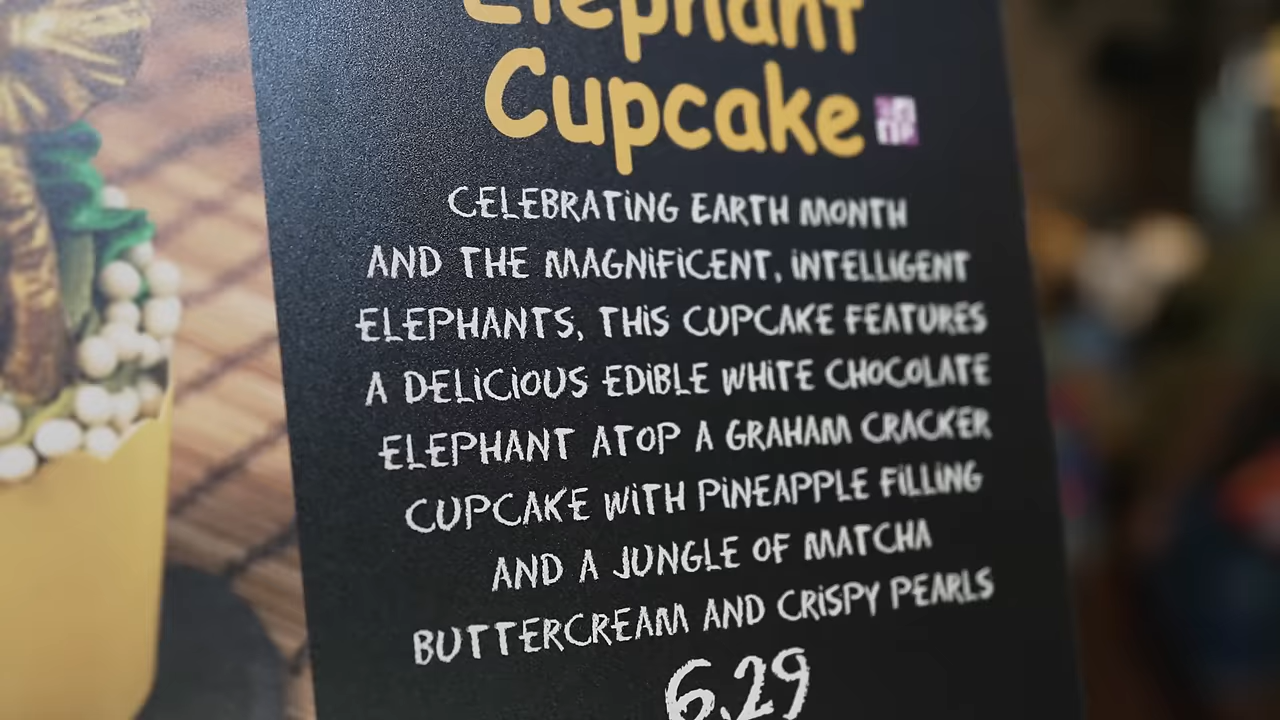 Elephant
Cupcake
CELEBRATING EARTH MONTH
AND THE MAGNIFICENT, INTELLIGENT
ELEPHANTS, THIS CUPCAKE FEATURES
A DELICIOUS EDIBLE WHITE CHOCOLATE
ELEPHANT ATOP A GRAHAM CRACKER
CUPCAKE WITH PINEAPPLE FILLING
AND A JUNGLE OF MATCHA
BUTTERCREAM AND CRISPY PEARLS
6.29